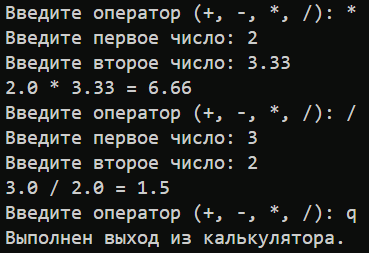 Введите оператор (+, -, *, /): *
Введите первое число: 2
Введите второе число: 3.33
2.0 * 3.33 = 6.66
Введите оператор (+, -, *, /): /
Введите первое число: 3
Введите второе число: 2
3.0 / 2.0 = 1.5
Введите оператор (+, -, *, /): q
Выполнен выход из калькулятора.